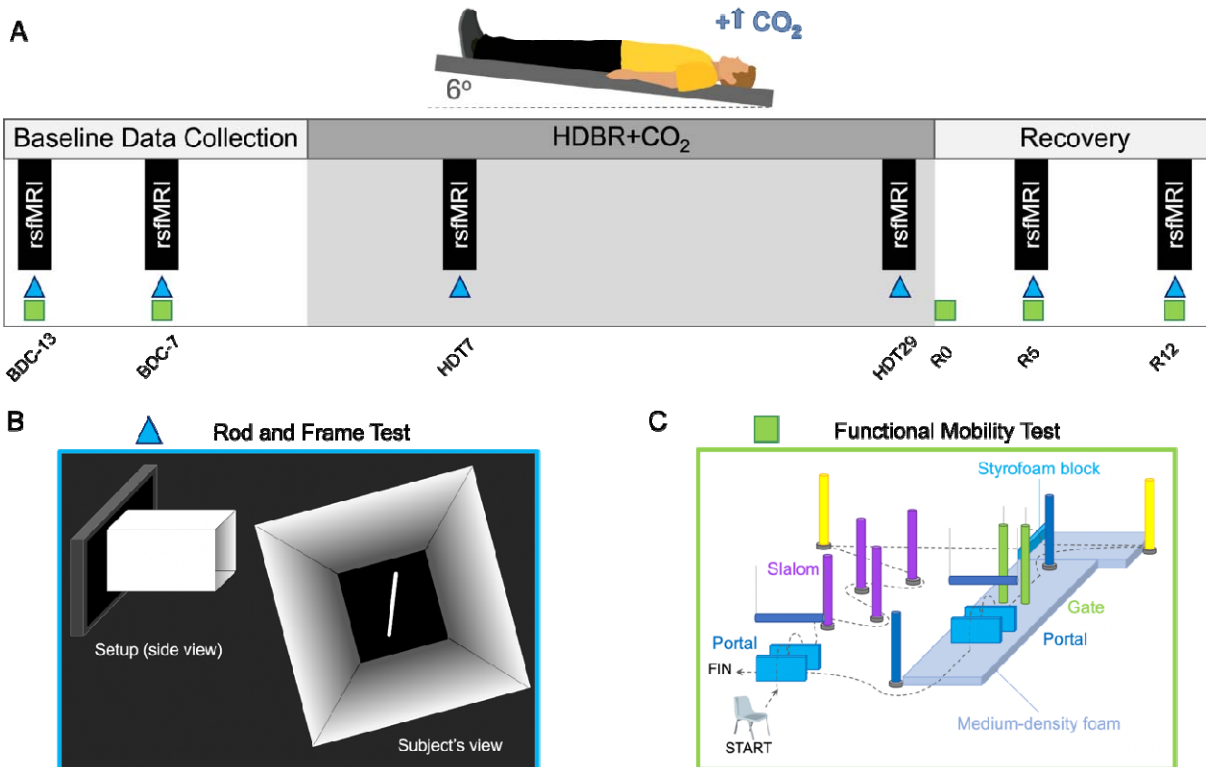 A
+⇧ CO₂
6º
Baseline Data Collection
HDBR+CO₂
Recovery
rsfMRI
rsfMRI
rsfMRI
rsfMRI
rsfMRI
rsfMRI
BDC-13
BDC-7
HDT7
HDT29
R0
R5
R12
B
Rod and Frame Test
Setup (side view)
Subject's view
C
Functional Mobility Test
Styrofoam block
Slalom
Gate
Portal
Portal
FIN
Medium-density foam
START